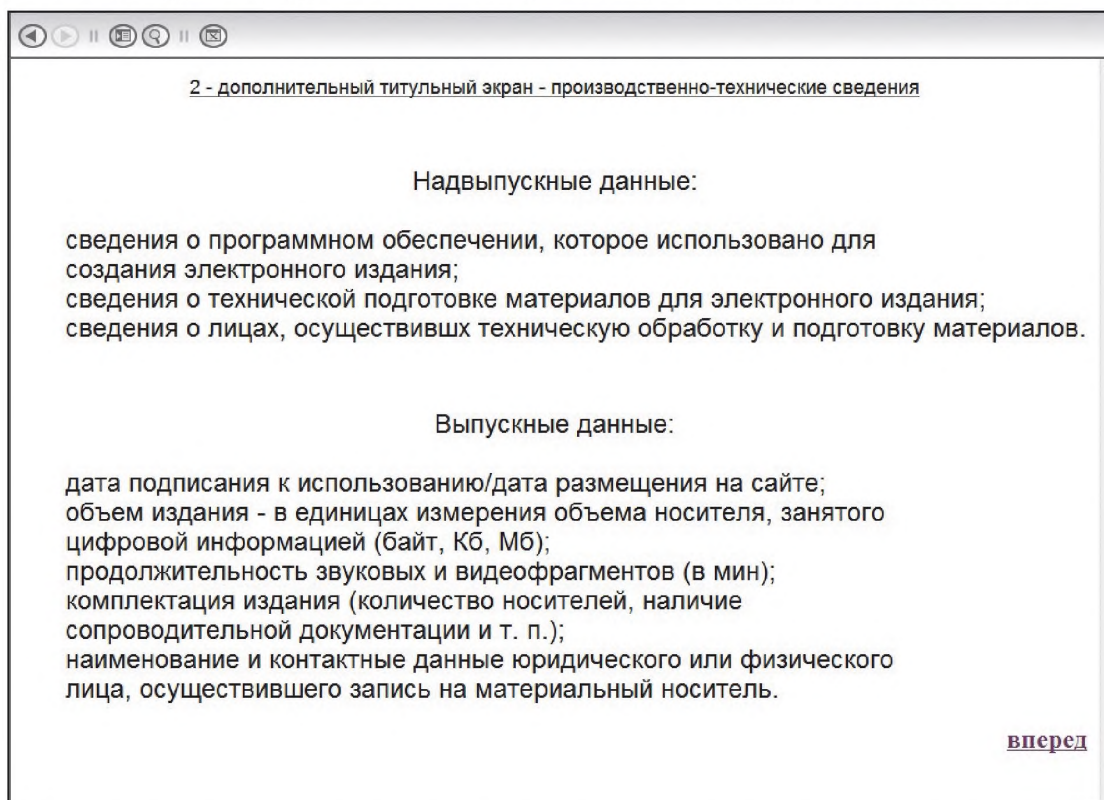 2 - дополнительный титульный экран - производственно-технические сведения
Надвыпускные данные:
сведения о программном обеспечении, которое использовано для
создания электронного издания;
сведения о технической подготовке материалов для электронного издания;
сведения о лицах, осуществившх техническую обработку и подготовку материалов.
Выпускные данные:
дата подписания к использованию/дата размещения на сайте;
объем издания - в единицах измерения объема носителя, занятого
цифровой информацией (байт, Кб, Мб);
продолжительность звуковых и видеофрагментов (в мин);
комплектация издания (количество носителей, наличие
сопроводительной документации и т. п.);
наименование и контактные данные юридического или физического
лица, осуществившего запись на материальный носитель.
вперед